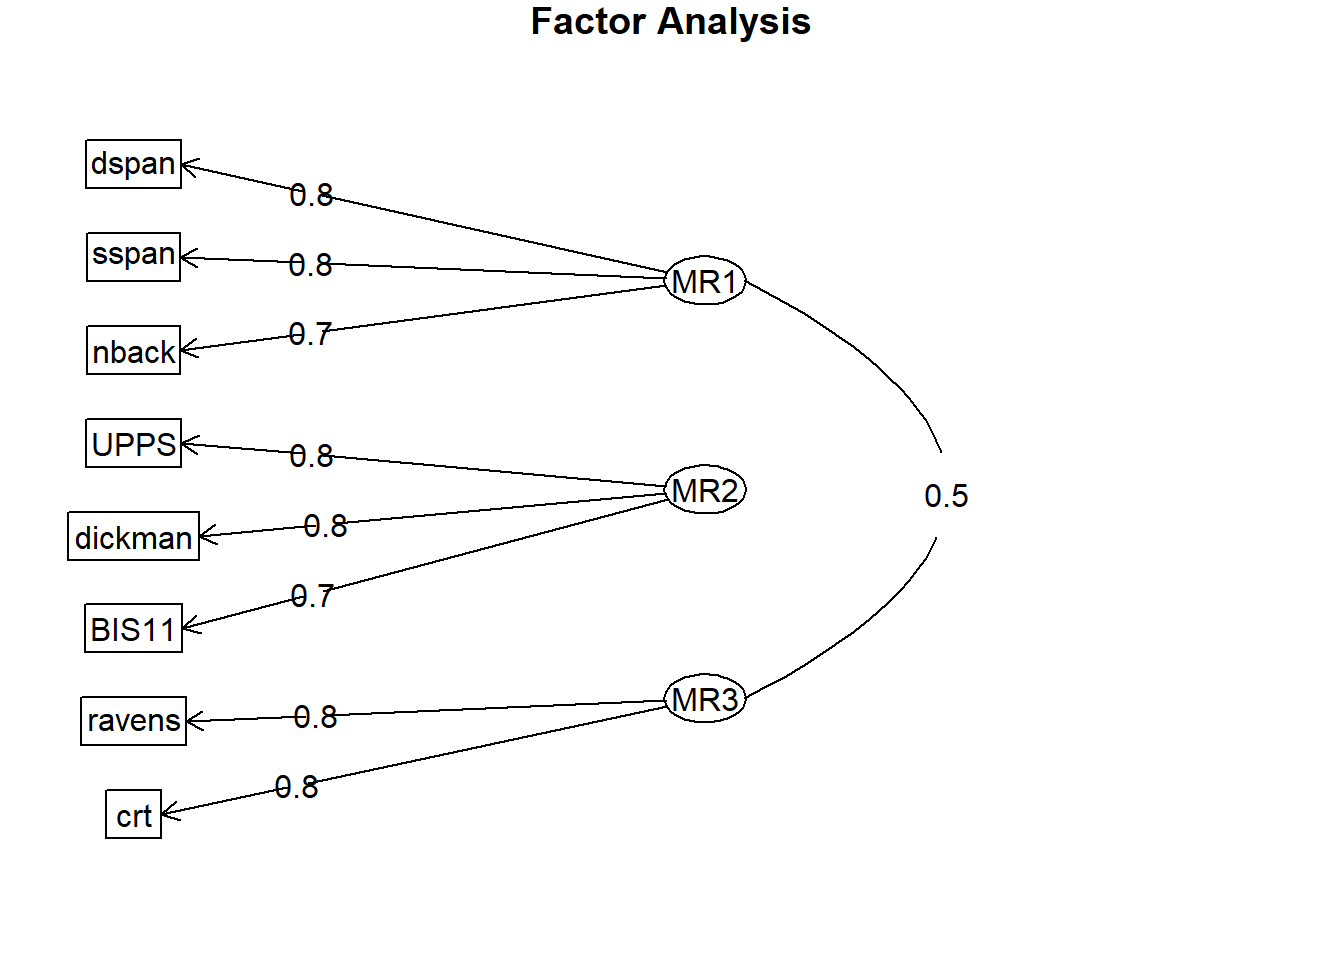 Factor Analysis
dspan
0.8
sspan
0.8
MR1
nback
0.7
UPPS
0.8
MR2
0.5
dickman
0.8
BIS11
0.7
ravens
0.8
MR3
crt
0.8